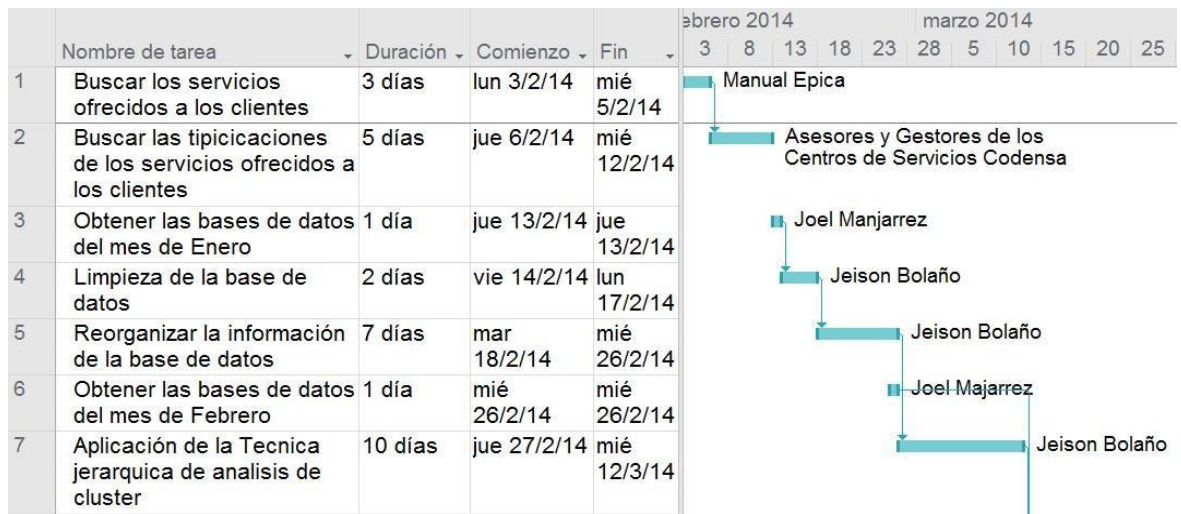 ebrero 2014 marzo 2014
Nombre de tarea Duración Comienzo Fin 3 8 13 18 23 28 5 10 15 20 25
1 Buscar los servicios 3 días lun 3/2/14 mié Manual Epica
ofrecidos a los clientes 5/2/14
2 Buscar las tipicicaciones 5 días jue 6/2/14 mié Asesores y Gestores de los
de los servicios ofrecidos a 12/2/14 Centros de Servicios Codensa
los clientes
3 Obtener las bases de datos 1 día jue 13/2/14 jue Joel Manjarrez
del mes de Enero 13/2/14
4 Limpieza de la base de 2 días vie 14/2/14 lun Jeison Bolaño
datos 17/2/14
5 Reorganizar la información 7 días mar mié Jeison Bolaño
de la base de datos 18/2/14 26/2/14
6 Obtener las bases de datos 1 día mié mié Joel Majarrez
del mes de Febrero 26/2/14 26/2/14
7 Aplicación de la Tecnica 10 días jue 27/2/14 mié Jeison Bolaño
jerarquica de analisis de 12/3/14
cluster